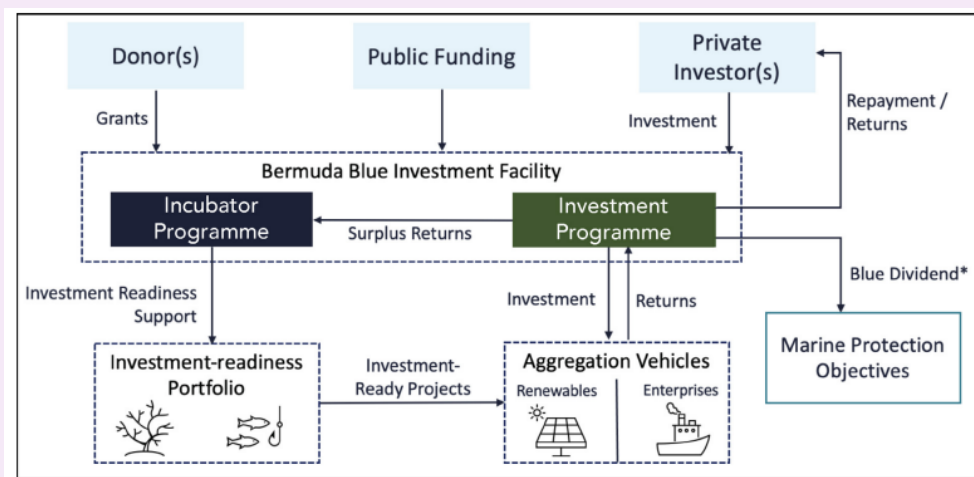 Donor(s)
Public Funding
Private
Investor(s)
Grants
Investment
Repayment /
Returns
Bermuda Blue Investment Facility
Incubator
Programme
Surplus Returns
Investment
Programme
Investment Readiness
Support
Investment
Returns
Blue Dividend*
Investment-readiness
Portfolio
Investment-
Ready Projects
Aggregation Vehicles
Renewables
Enterprises
Marine Protection
Objectives